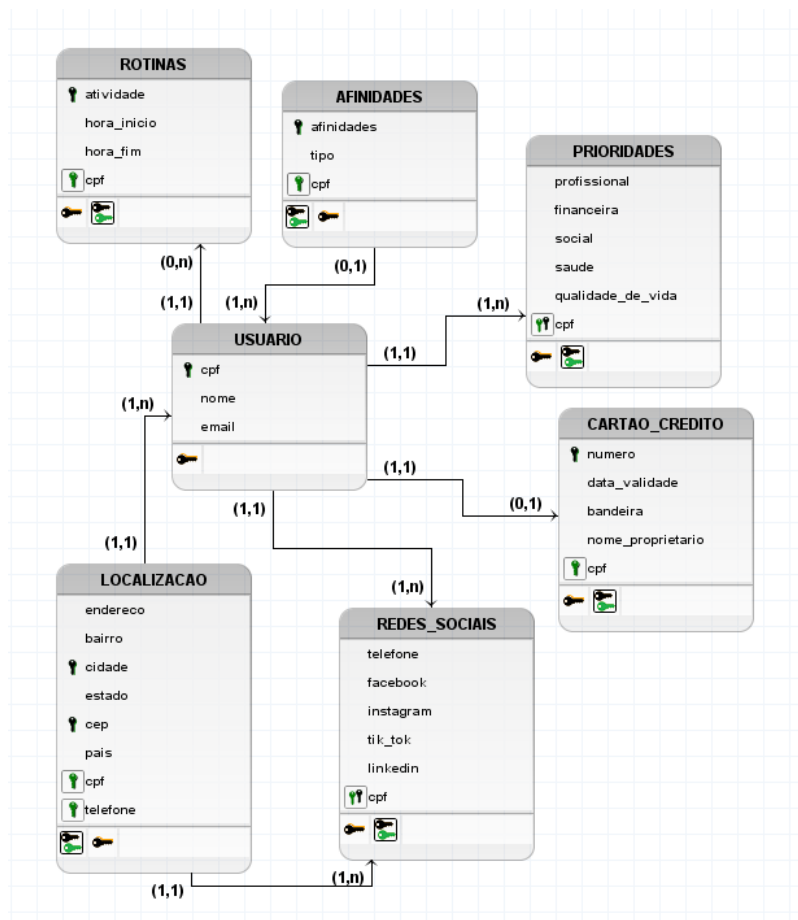 ROTINAS
atividade
hora_inicio
hora_fim
cpf
AFINIDADES
afinidades
tipo
cpf
PRIORIDADES
profissional
financeira
social
saude
qualidade_de_vida
cpf
(0,n)
(1,1)
(0,1)
(1,n)
(1,n)
(1,1)
USUARIO
cpf
nome
email
(1,n)
(1,1)
(1,1)
(1,1)
(0,1)
CARTAO_CREDITO
numero
data_validade
bandeira
nome_proprietario
cpf
(1,1)
LOCALIZACAO
endereco
bairro
cidade
estado
cep
pais
cpf
telefone
(1,n)
REDES_SOCIAIS
telefone
facebook
instagram
tik_tok
linkedin
cpf
(1,1)
(1,n)